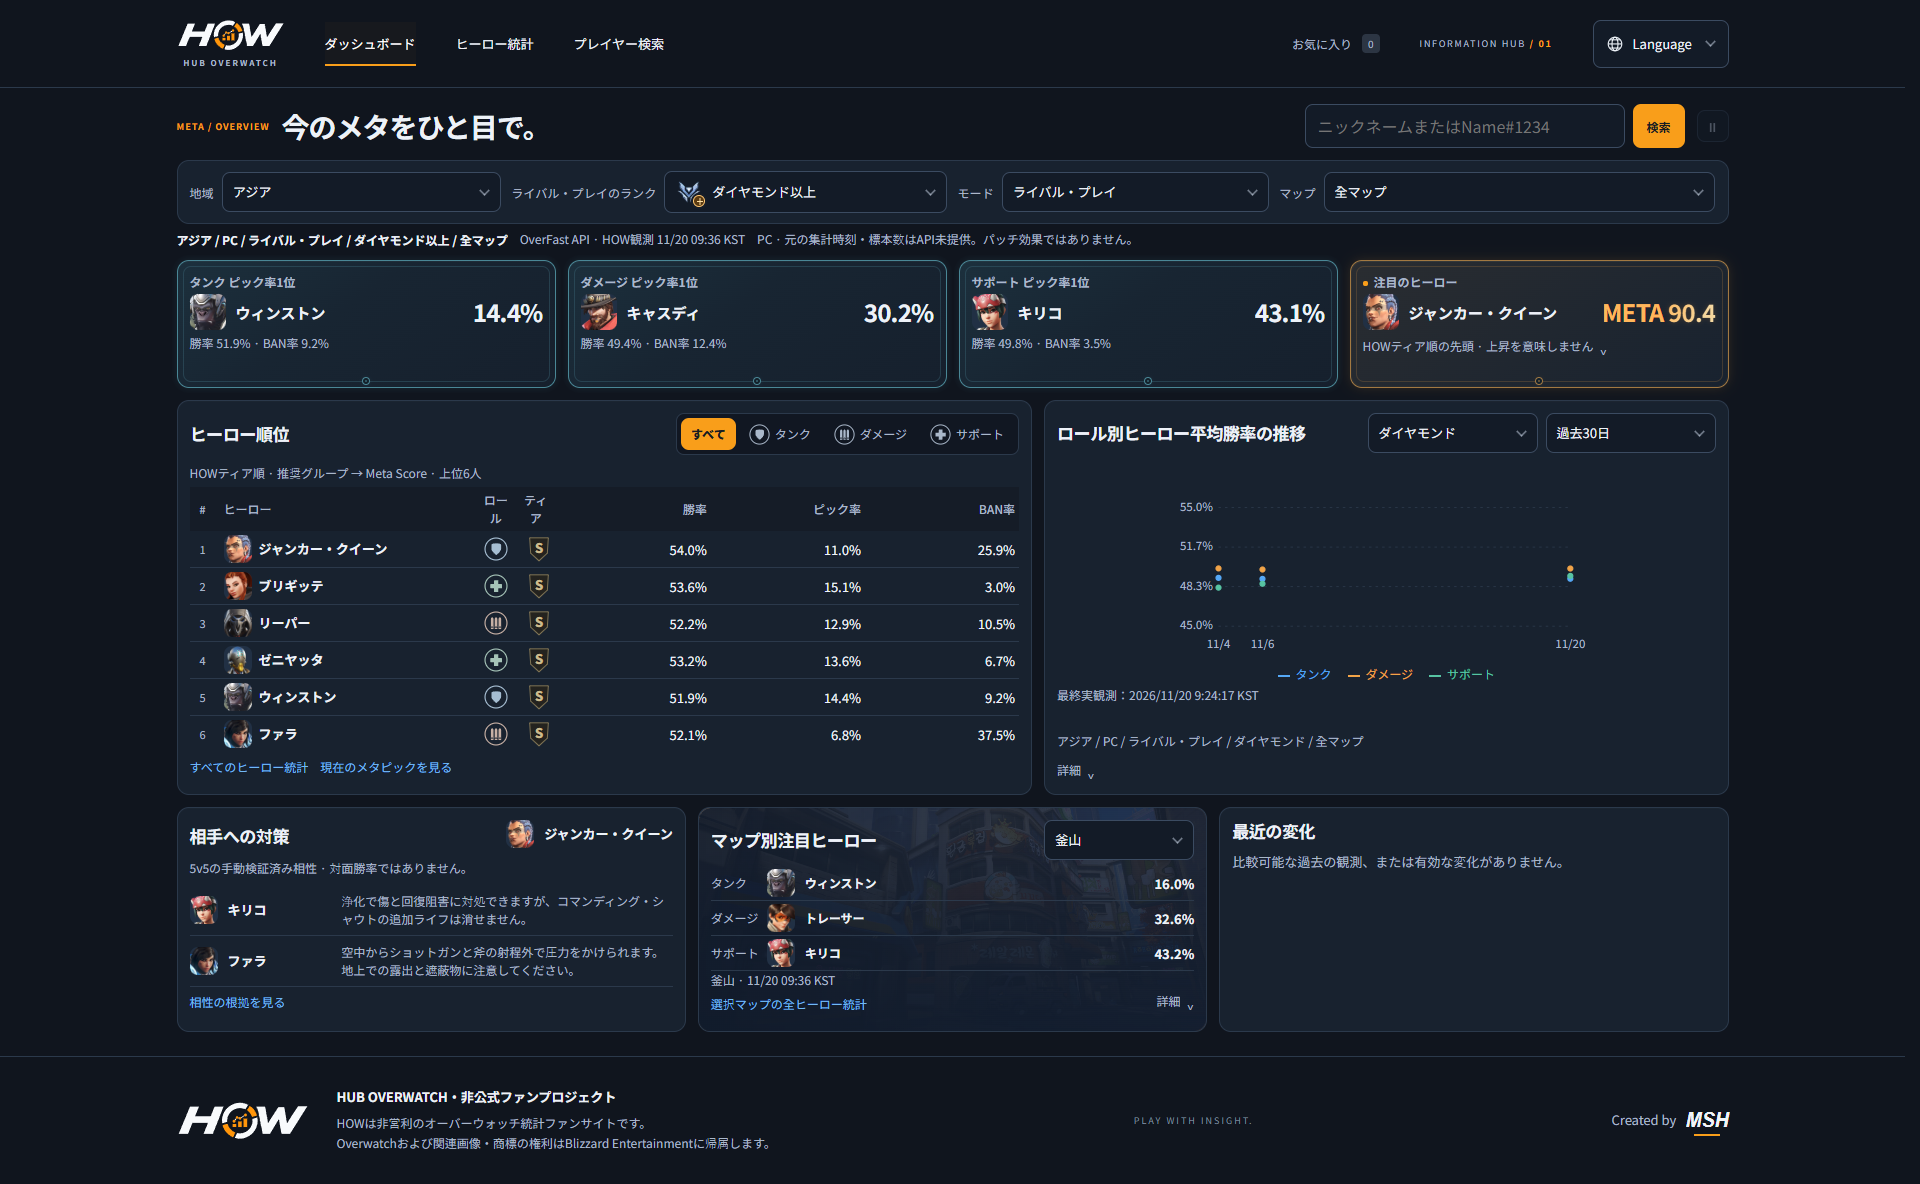 HOW
HUB OVERWATCH
ダッシュボード
ヒーロー統計
プレイヤー検索
お気に入り 0
INFORMATION HUB / 01
Language
META / OVERVIEW
今のメタをひと目で。
ニックネームまたはName#1234
検索
地域
アジア
ライバル・プレイのランク
ダイヤモンド以上
モード
ライバル・プレイ
マップ
全マップ
アジア / PC / ライバル・プレイ / ダイヤモンド以上 / 全マップ
OverFast API · HOW観測 11/20 09:36 KST
PC · 元の集計時刻・標本数はAPI未提供。パッチ効果ではありません。
タンク ピック率1位
ウィンストン 14.4%
勝率 51.9% · BAN率 9.2%
ダメージ ピック率1位
キャスディ 30.2%
勝率 49.4% · BAN率 12.4%
サポート ピック率1位
キリコ 43.1%
勝率 49.8% · BAN率 3.5%
注目のヒーロー
ジャンカー・クイーン META 90.4
HOWティア順の先頭 · 上昇を意味しません
ヒーロー順位
すべて タンク ダメージ サポート
HOWティア順 · 推奨グループ → Meta Score · 上位6人
# ヒーロー ロール ティア 勝率 ピック率 BAN率
1 ジャンカー・クイーン S 54.0% 11.0% 25.9%
2 ブリギッテ S 53.6% 15.1% 3.0%
3 リーパー S 52.2% 12.9% 10.5%
4 ゼニヤッタ S 53.2% 13.6% 6.7%
5 ウィンストン S 51.9% 14.4% 9.2%
6 ファラ S 52.1% 6.8% 37.5%
すべてのヒーロー統計 現在のメタピックを見る
ロール別ヒーロー平均勝率の推移
ダイヤモンド
過去30日
55.0%
51.7%
48.3%
45.0%
11/4 11/6 11/20
タンク ダメージ サポート
最終実観測：2026/11/20 9:24:17 KST
アジア / PC / ライバル・プレイ / ダイヤモンド / 全マップ
詳細
相手への対策
ジャンカー・クイーン
5v5の手動検証済み相性 · 対面勝率ではありません。
キリコ
浄化で傷と回復阻害に対処できますが、コマンディング・シ
ャウトの追加ライフは消せません。
ファラ
空中からショットガンと斧の射程外で圧力をかけられます。
地上での露出と遮蔽物に注意してください。
相性の根拠を見る
マップ別注目ヒーロー
釜山
タンク ウィンストン 16.0%
ダメージ トレーサー 32.6%
サポート キリコ 43.2%
釜山 · 11/20 09:36 KST
選択マップの全ヒーロー統計
詳細
最近の変化
比較可能な過去の観測、または有効な変化がありません。
HOW
HUB OVERWATCH・非公式ファンプロジェクト
HOWは非営利のオーバーウォッチ統計ファンサイトです。
Overwatchおよび関連画像・商標の権利はBlizzard Entertainmentに帰属します。
PLAY WITH INSIGHT.
Created by MSH